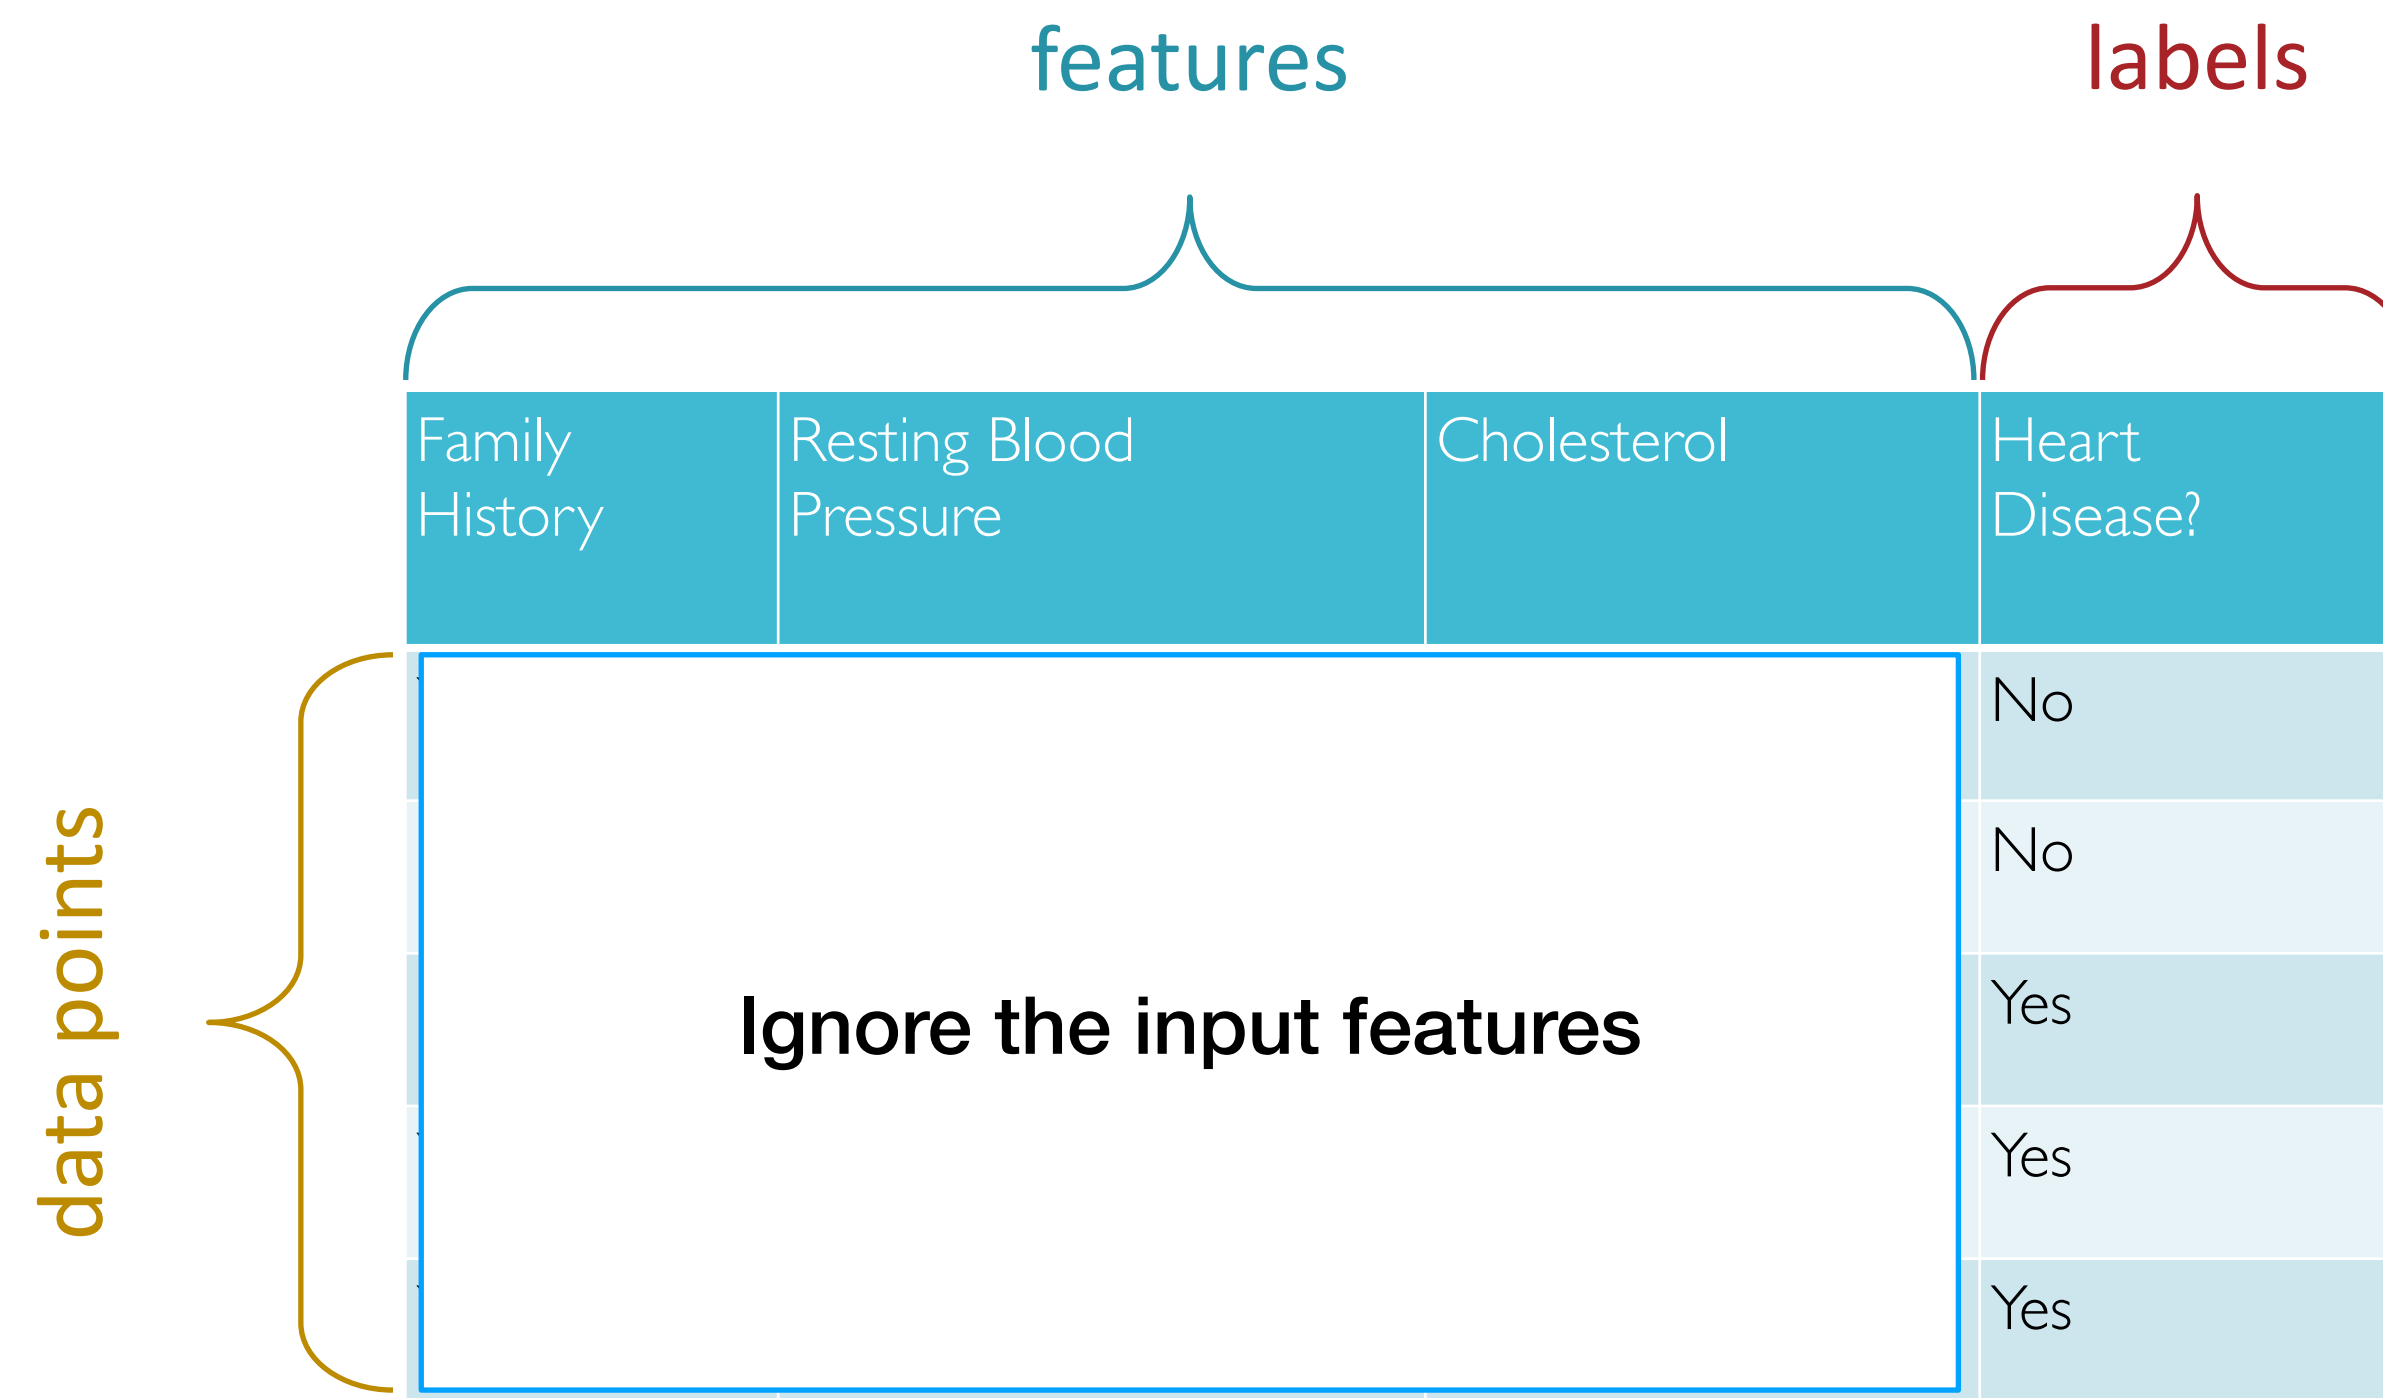 features
labels
Family
History
Resting Blood
Pressure
Cholesterol
Heart
Disease?
data points
Ignore the input features
No
No
Yes
Yes
Yes